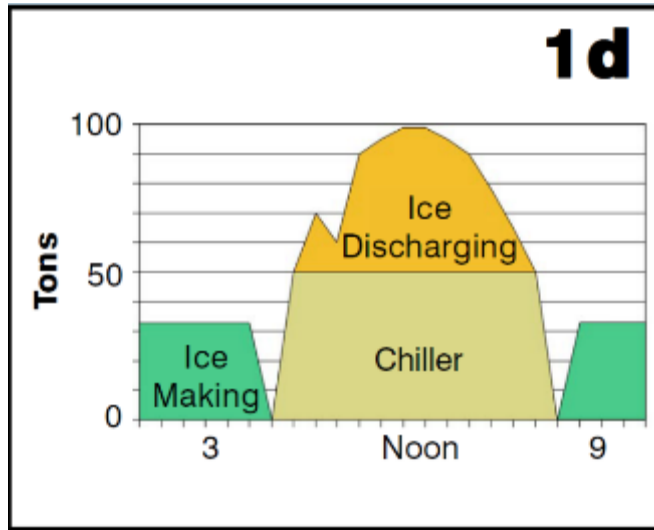 1d
100
50
0
Tons
Ice
Discharging
Chiller
Ice
Making
3 Noon 9